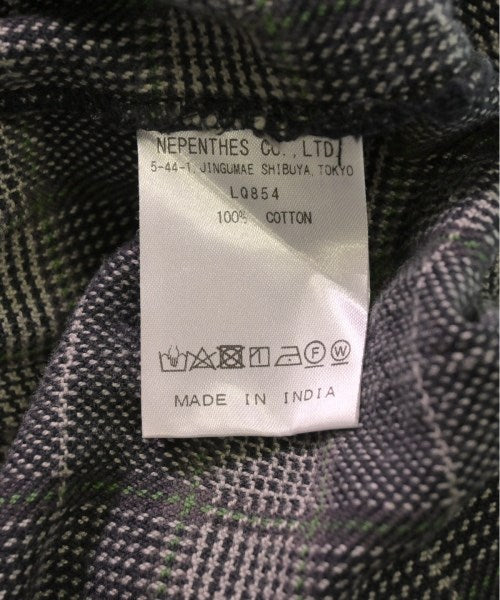 NEPENTHES CO., LTD
5-44-1, JINGUMAE SHIBUYA, TOKYO
LQ854
100% COTTON
F W
MADE IN INDIA